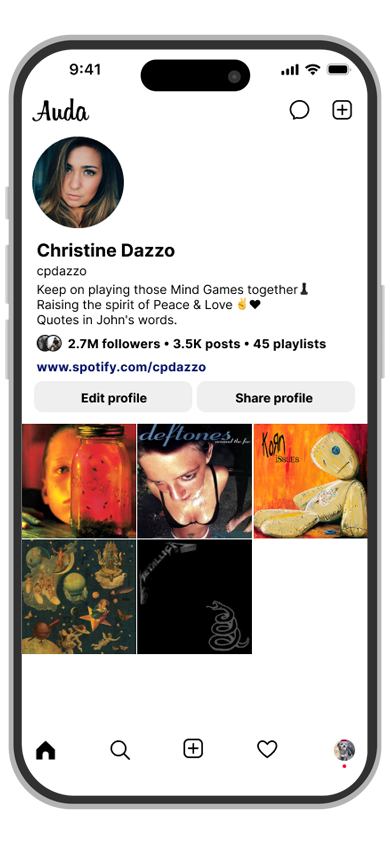 9:41
Auda
Christine Dazzo
cpdazzo
Keep on playing those Mind Games together♟️
Raising the spirit of Peace & Love ✌️🖤
Quotes in John's words.
2.7M followers • 3.5K posts • 45 playlists
www.spotify.com/cpdazzo
Edit profile
Share profile
deftones
around the fur
KoЯn
ISSUES
METALLICA